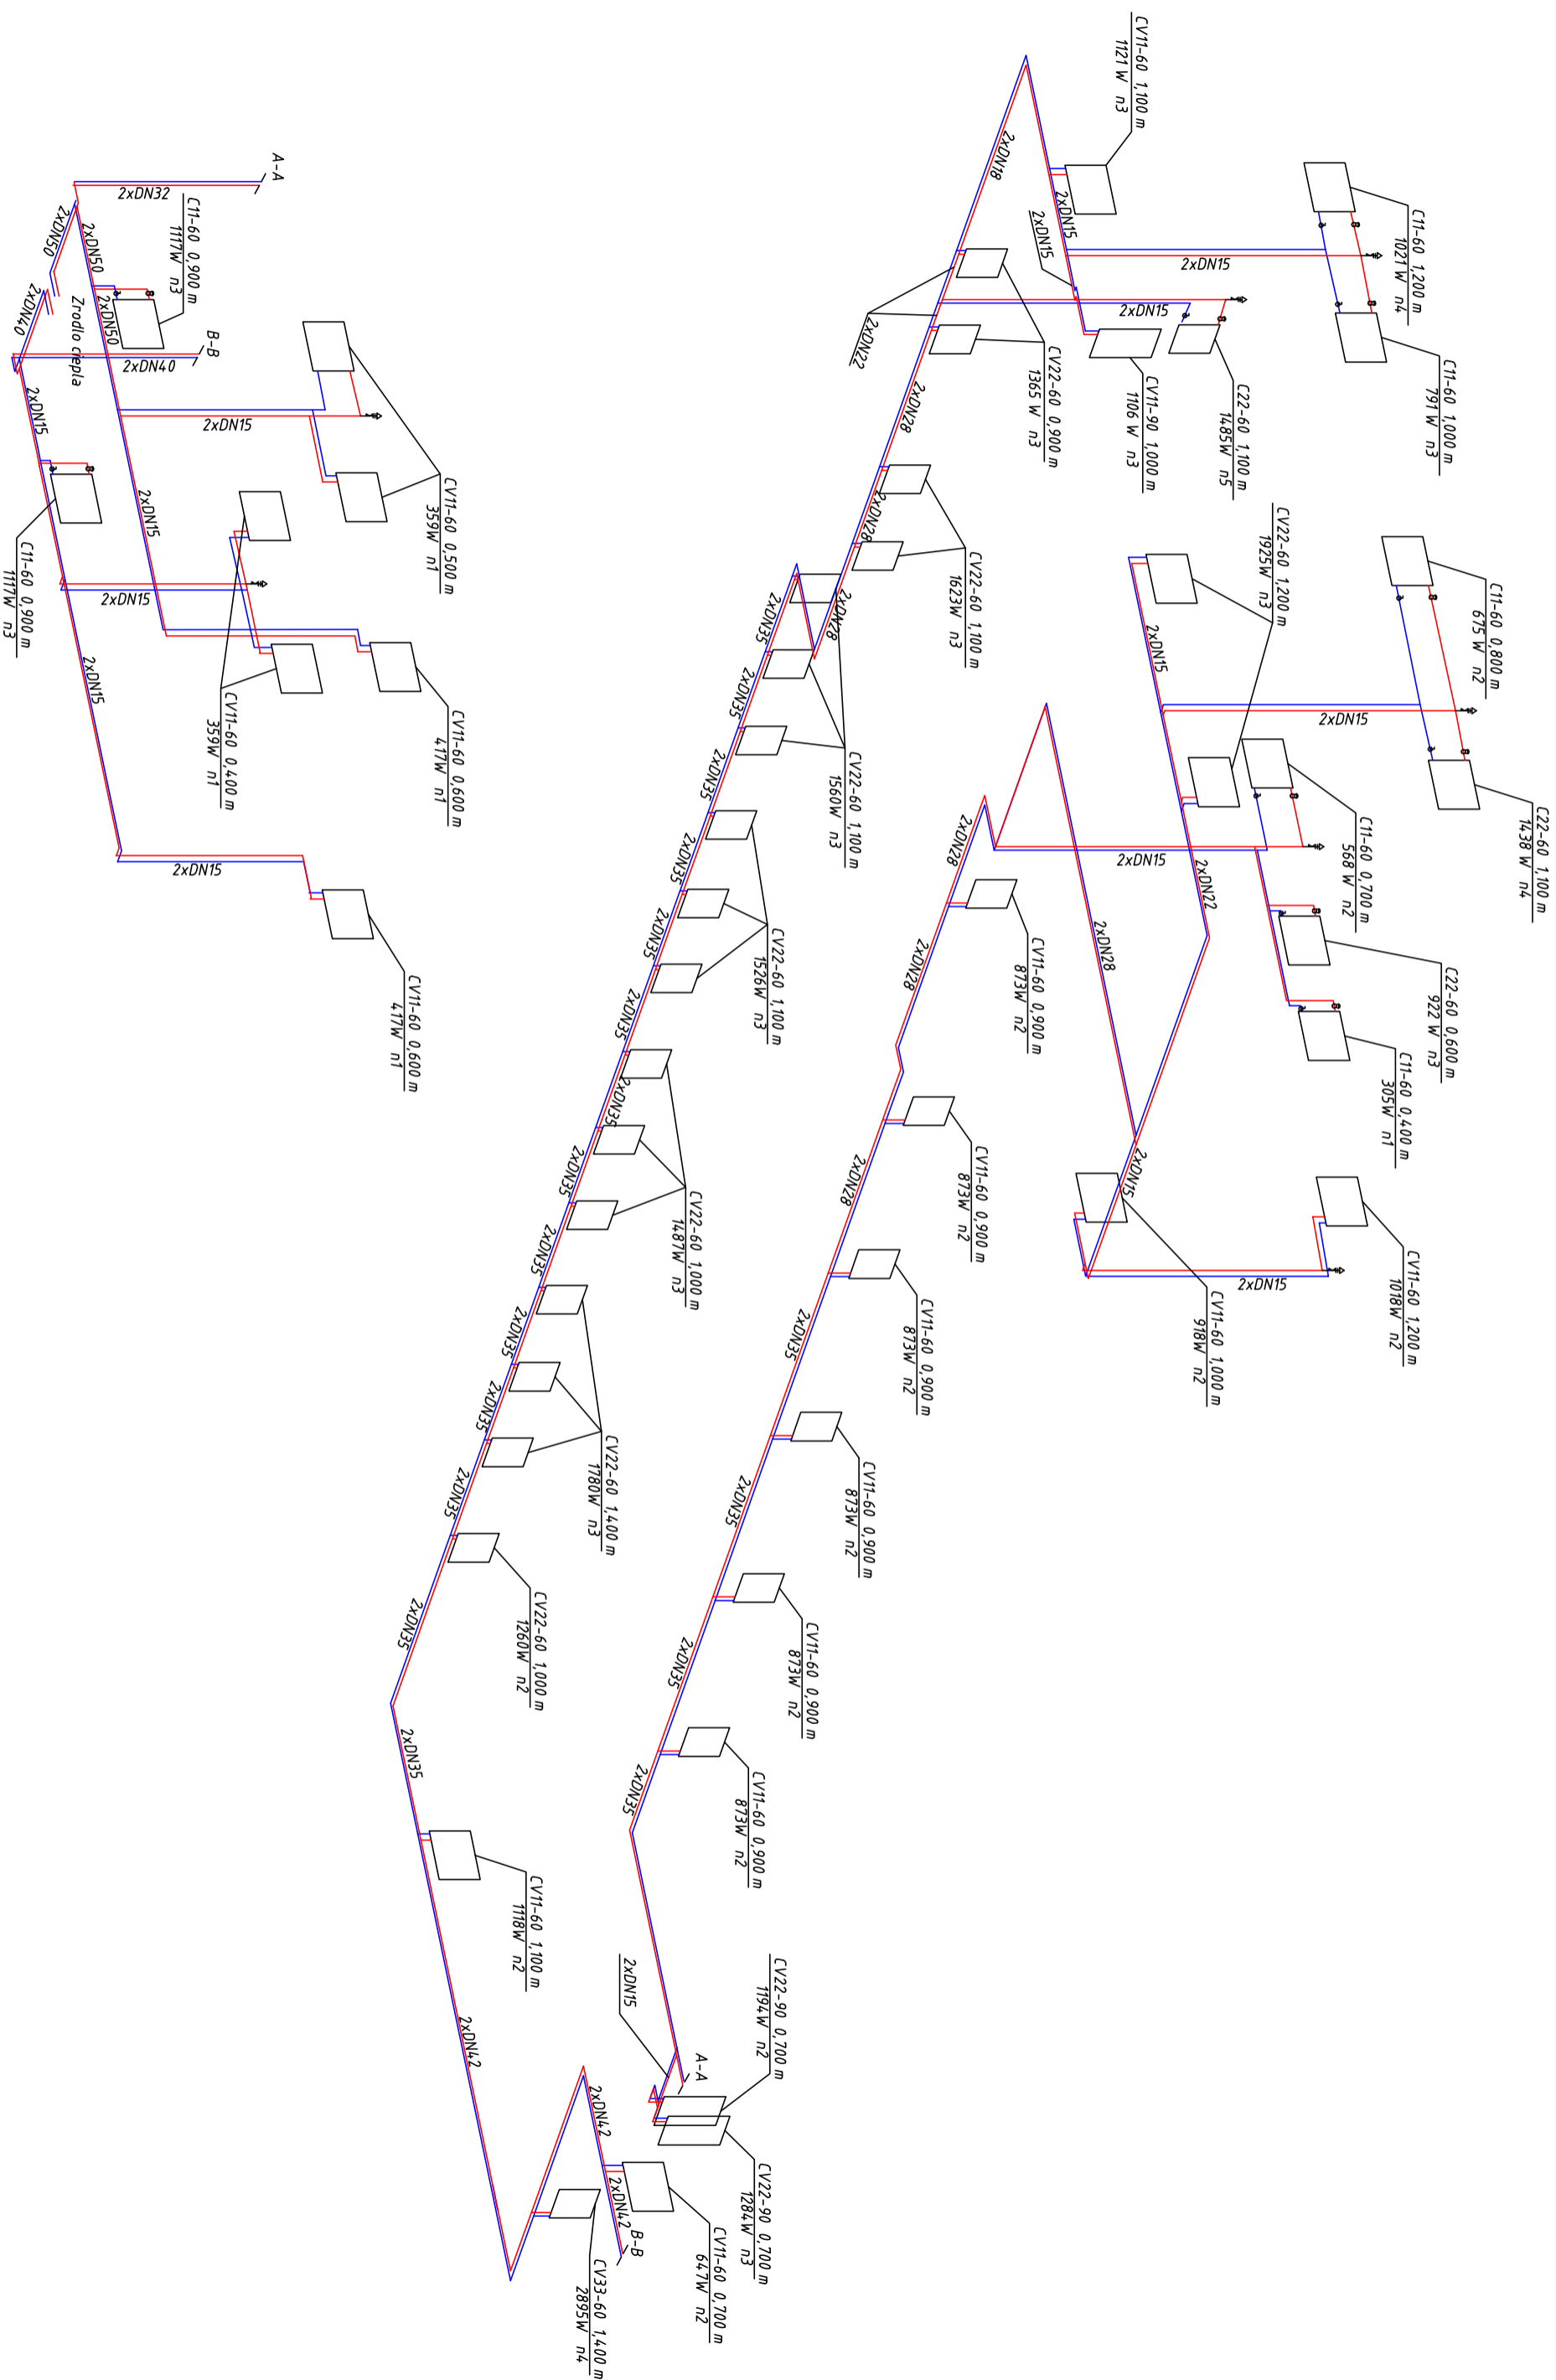 CV11-60 1,100 m
1121 W n3
C11-60 1,200 m
1021 W n4
C11-60 1,000 m
791 W n3
2xDN18
2xDN15
2xDN15
2xDN15
2xDN15
C22-60 1,100 m
1485W n5
CV11-90 1,000 m
1106 W n3
CV22-60 0,900 m
1365 W n3
2xDN22
2xDN28
2xDN28
2xDN28
CV22-60 1,100 m
1623W n3
CV22-60 1,200 m
1925W n3
C11-60 0,800 m
675 W n2
C22-60 1,100 m
1438 W n4
2xDN15
2xDN15
C11-60 0,700 m
568 W n2
2xDN22
2xDN15
2xDN28
C22-60 0,600 m
922 W n3
C11-60 0,400 m
305W n1
2xDN15
CV11-60 1,200 m
1018W n2
2xDN15
CV11-60 1,000 m
918W n2
A-A
2xDN32
2xDN50
2xDN50
2xDN50
C11-60 0,900 m
1117W n3
Zrodlo ciepla
2xDN40
B-B
2xDN40
2xDN15
2xDN15
2xDN15
2xDN15
2xDN15
2xDN15
CV11-60 0,500 m
359W n1
C11-60 0,900 m
1117W n3
CV11-60 0,400 m
359W n1
CV11-60 0,600 m
417W n1
CV11-60 0,600 m
417W n1
2xDN35
2xDN35
2xDN35
CV22-60 1,100 m
1560W n3
2xDN35
2xDN35
2xDN35
CV22-60 1,100 m
1526W n3
2xDN35
2xDN35
2xDN35
CV22-60 1,000 m
1487W n3
2xDN35
2xDN35
2xDN35
CV22-60 1,400 m
1780W n3
2xDN35
CV22-60 1,000 m
1260W n2
2xDN35
CV11-60 1,100 m
1118W n2
2xDN42
2xDN42
2xDN42
B-B
CV33-60 1,400 m
2895W n4
CV11-60 0,700 m
647W n2
2xDN28
CV11-60 0,900 m
873W n2
2xDN28
CV11-60 0,900 m
873W n2
2xDN28
CV11-60 0,900 m
873W n2
2xDN35
CV11-60 0,900 m
873W n2
2xDN35
CV11-60 0,900 m
873W n2
2xDN35
CV11-60 0,900 m
873W n2
2xDN35
2xDN15
A-A
CV22-90 0,700 m
1194W n2
CV22-90 0,700 m
1284W n3